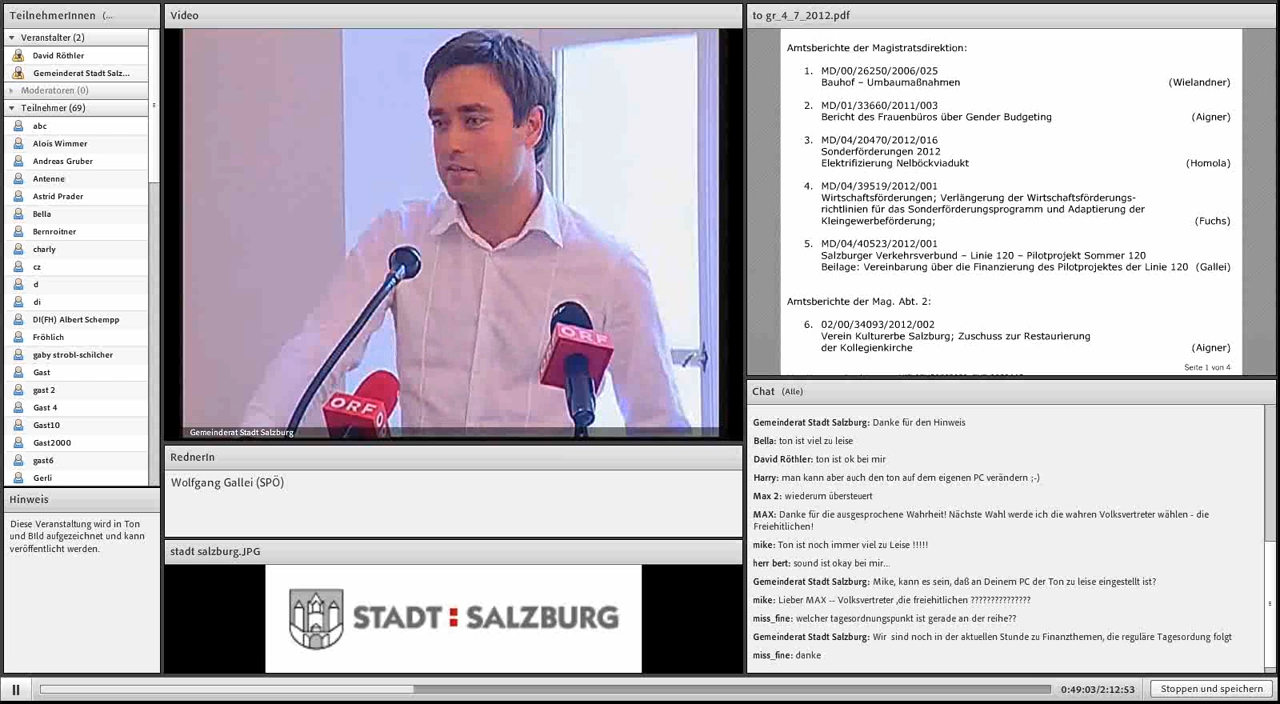 TeilnehmerInnen (...
Veranstalter (2)
David Röthler
Gemeinderat Stadt Salz...
Moderatoren (0)
Teilnehmer (69)
abc
Alois Wimmer
Andreas Gruber
Antenne
Astrid Prader
Bella
Bernroitner
charly
cz
d
di
DI(FH) Albert Schempp
Fröhlich
gaby strobl-schilcher
Gast
gast 2
Gast 4
Gast10
Gast2000
gast6
Gerli
Hinweis
Diese Veranstaltung wird in Ton
und BIld aufgezeichnet und kann
veröffentlicht werden.
Video
ORF
ORF
Gemeinderat Stadt Salzburg
RednerIn
Wolfgang Gallei (SPÖ)
stadt salzburg.JPG
STADT : SALZBURG
to gr_4_7_2012.pdf
Amtsberichte der Magistratsdirektion:
1. MD/00/26250/2006/025
Bauhof – Umbaumaßnahmen (Wielandner)
2. MD/01/33660/2011/003
Bericht des Frauenbüros über Gender Budgeting (Aigner)
3. MD/04/20470/2012/016
Sonderförderungen 2012
Elektrifizierung Nelböckviadukt (Homola)
4. MD/04/39519/2012/001
Wirtschaftsförderungen; Verlängerung der Wirtschaftsförderungs-
richtlinien für das Sonderförderungsprogramm und Adaptierung der
Kleingewerbeförderung; (Fuchs)
5. MD/04/40523/2012/001
Salzburger Verkehrsverbund – Linie 120 – Pilotprojekt Sommer 120
Beilage: Vereinbarung über die Finanzierung des Pilotprojektes der Linie 120 (Gallei)
Amtsberichte der Mag. Abt. 2:
6. 02/00/34093/2012/002
Verein Kulturerbe Salzburg; Zuschuss zur Restaurierung
der Kollegienkirche (Aigner)
Seite 1 von 4
Chat (Alle)
Gemeinderat Stadt Salzburg: Danke für den Hinweis
Bella: ton ist viel zu leise
David Röthler: ton ist ok bei mir
Harry: man kann aber auch den ton auf dem eigenen PC verändern ;-)
Max 2: wiederum übersteuert
MAX: Danke für die ausgesprochene Wahrheit! Nächste Wahl werde ich die wahren Volksvertreter wählen - die
Freiehitlichen!
mike: Ton ist noch immer viel zu Leise !!!!!
herr bert: sound ist okay bei mir...
Gemeinderat Stadt Salzburg: Mike, kann es sein, daß an Deinem PC der Ton zu leise eingestellt ist?
mike: Lieber MAX -- Volksvertreter ,die freiehitlichen ???????????????
miss_fine: welcher tagesordnungspunkt ist gerade an der reihe??
Gemeinderat Stadt Salzburg: Wir sind noch in der aktuellen Stunde zu Finanzthemen, die reguläre Tagesordung folgt
miss_fine: danke
0:49:03/2:12:53
Stoppen und speichern